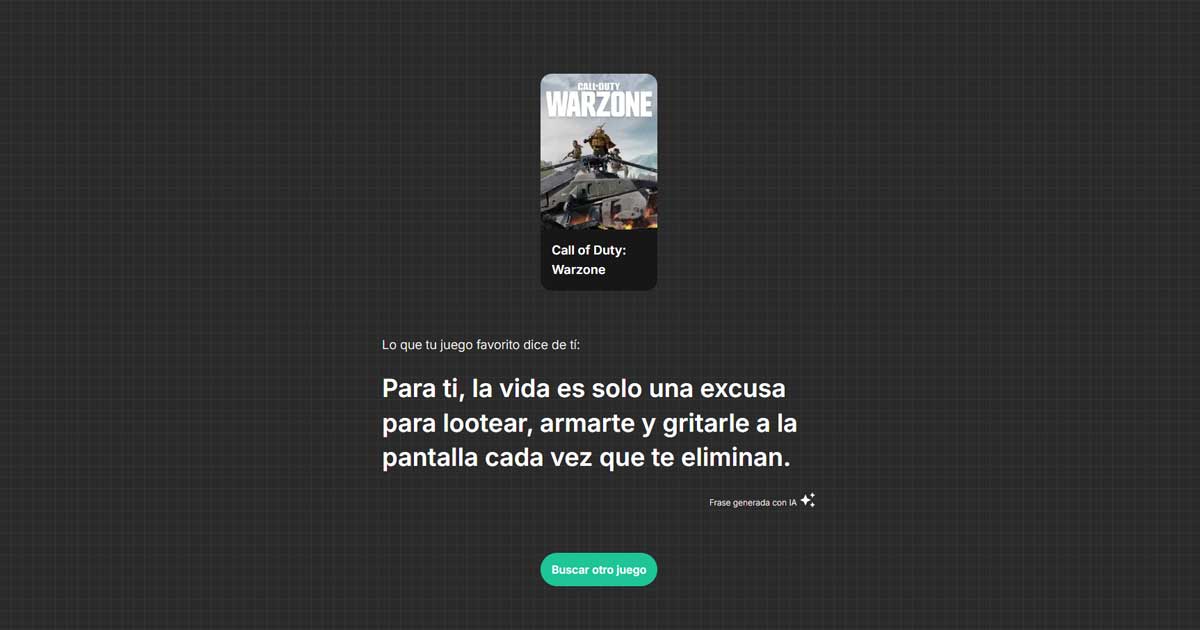 CALL OF DUTY
WARZONE
Call of Duty:
Warzone
Lo que tu juego favorito dice de tí:
Para ti, la vida es solo una excusa
para lootear, armarte y gritarle a la
pantalla cada vez que te eliminan.
Frase generada con IA
Buscar otro juego